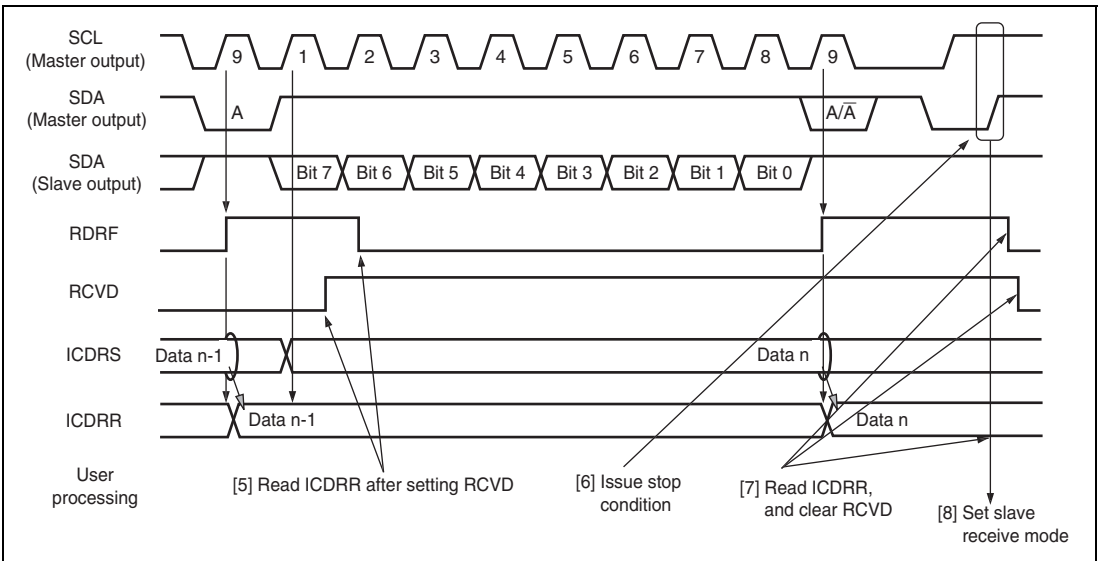 SCL
(Master output)
9 1 2 3 4 5 6 7 8 9
SDA
(Master output)
A A/A̅
SDA
(Slave output)
Bit 7 Bit 6 Bit 5 Bit 4 Bit 3 Bit 2 Bit 1 Bit 0
RDRF
RCVD
ICDRS
Data n-1 Data n
ICDRR
Data n-1 Data n
User
processing
[5] Read ICDRR after setting RCVD
[6] Issue stop
condition
[7] Read ICDRR,
and clear RCVD
[8] Set slave
receive mode